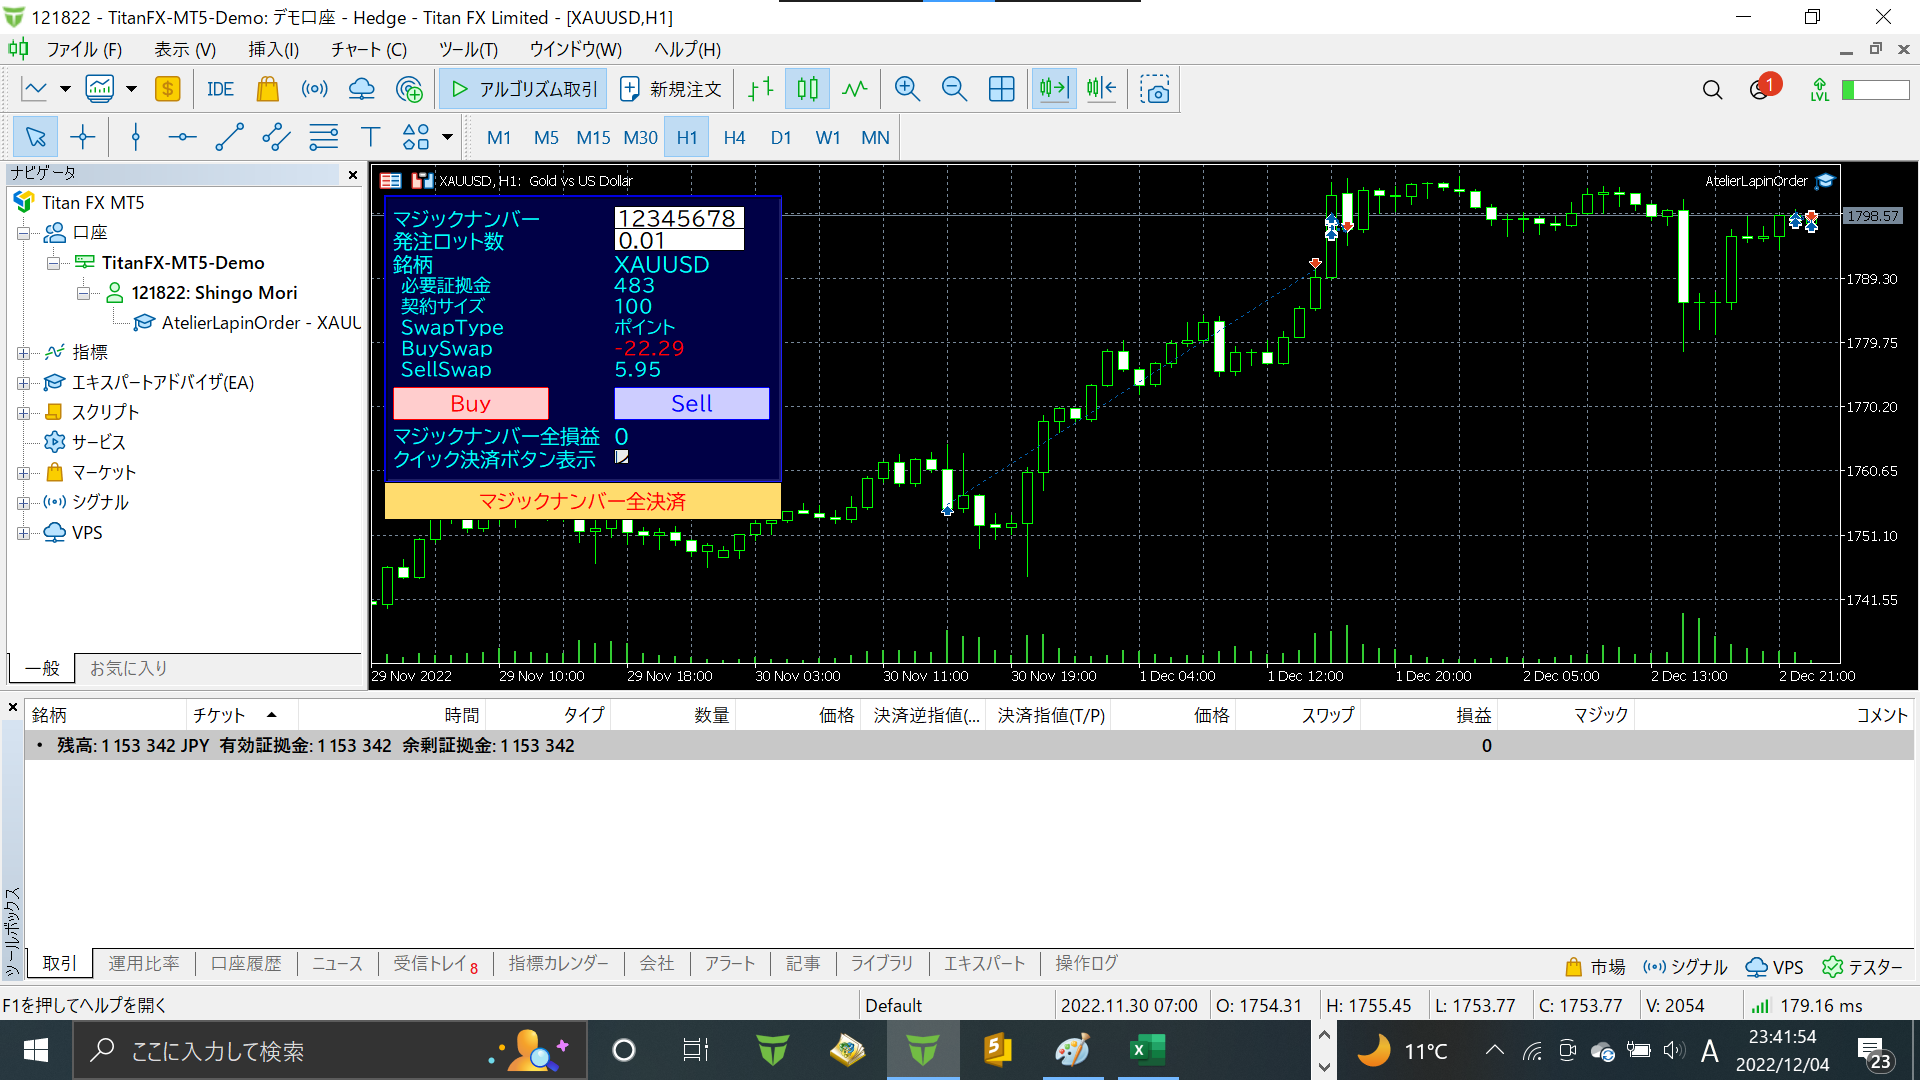 121822 - TitanFX-MT5-Demo: デモ口座 - Hedge - Titan FX Limited - [XAUUSD,H1]
ファイル (F) 表示 (V) 挿入(I) チャート (C) ツール(T) ウインドウ(W) ヘルプ(H)
IDE アルゴリズム取引 新規注文 1 LVL
M1 M5 M15 M30 H1 H4 D1 W1 MN
ナビゲータ
Titan FX MT5
口座
TitanFX-MT5-Demo
121822: Shingo Mori
AtelierLapinOrder - XAUU
指標
エキスパートアドバイザ(EA)
スクリプト
サービス
マーケット
シグナル
VPS
一般 お気に入り
XAUUSD, H1: Gold vs US Dollar
AtelierLapinOrder
マジックナンバー 12345678
発注ロット数 0.01
銘柄 XAUUSD
必要証拠金 483
契約サイズ 100
SwapType ポイント
BuySwap -22.29
SellSwap 5.95
Buy Sell
マジックナンバー全損益 0
クイック決済ボタン表示
マジックナンバー全決済
1798.57
1789.30
1779.75
1770.20
1760.65
1751.10
1741.55
29 Nov 2022 29 Nov 10:00 29 Nov 18:00 30 Nov 03:00 30 Nov 11:00 30 Nov 19:00 1 Dec 04:00 1 Dec 12:00 1 Dec 20:00 2 Dec 05:00 2 Dec 13:00 2 Dec 21:00
銘柄 チケット 時間 タイプ 数量 価格 決済逆指値(... 決済指値(T/P) 価格 スワップ 損益 マジック コメント
• 残高: 1 153 342 JPY 有効証拠金: 1 153 342 余剰証拠金: 1 153 342 0
ツールボックス
取引 運用比率 口座履歴 ニュース 受信トレイ8 指標カレンダー 会社 アラート 記事 ライブラリ エキスパート 操作ログ
市場 シグナル VPS テスター
F1を押してヘルプを開く Default 2022.11.30 07:00 O: 1754.31 H: 1755.45 L: 1753.77 C: 1753.77 V: 2054 179.16 ms
ここに入力して検索 11°C A 23:41:54
2022/12/04 23